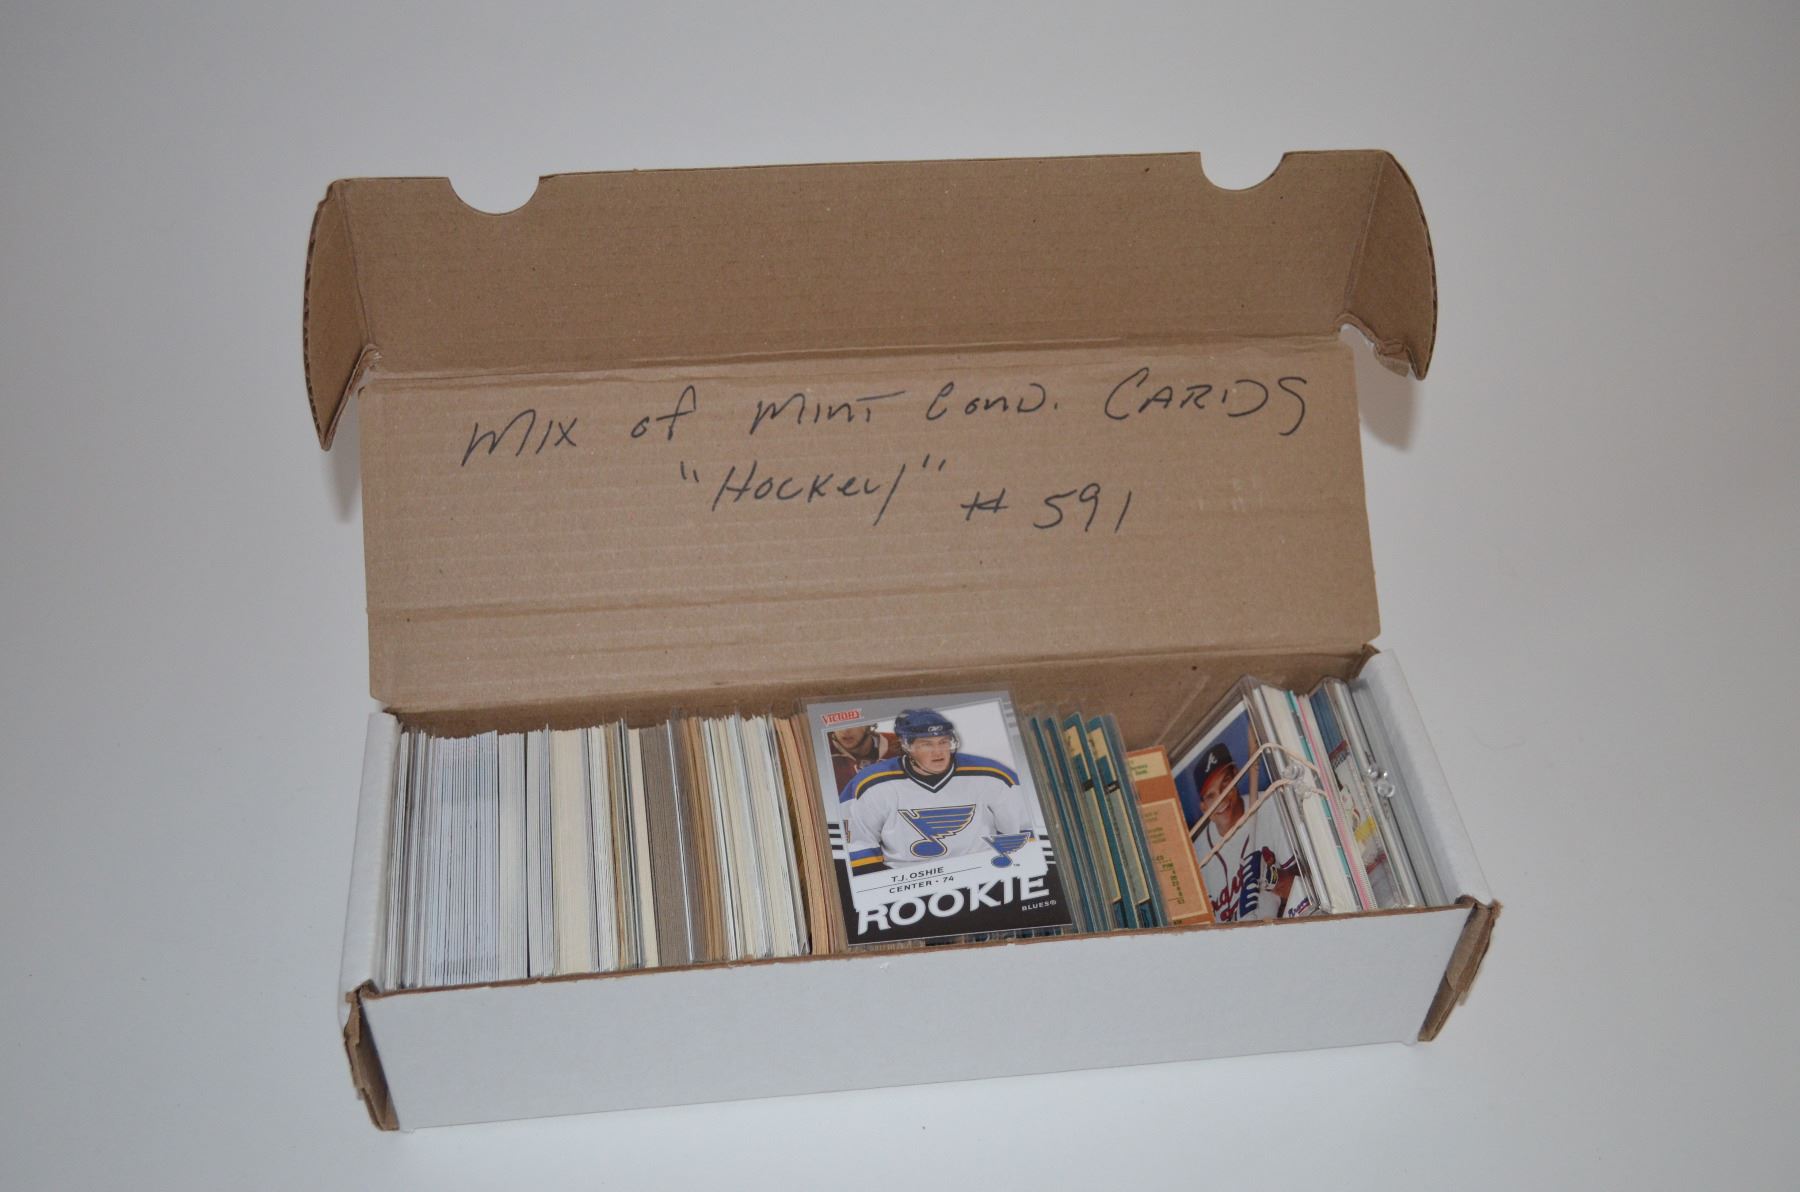 MIX of MINT COND. CARDS
"Hockey" # 591
VICTORY
T.J. OSHIE
CENTER • 74
ROOKIE
BLUES®